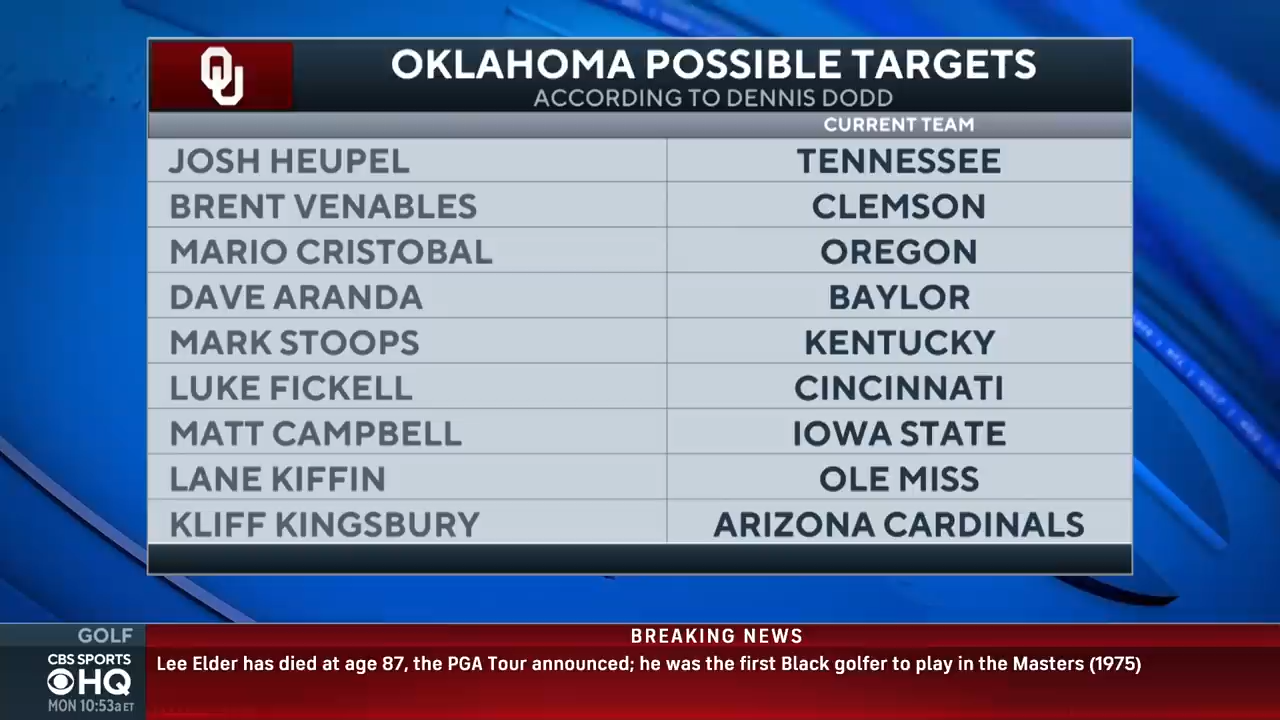 OU
OKLAHOMA POSSIBLE TARGETS
ACCORDING TO DENNIS DODD
CURRENT TEAM
JOSH HEUPEL TENNESSEE
BRENT VENABLES CLEMSON
MARIO CRISTOBAL OREGON
DAVE ARANDA BAYLOR
MARK STOOPS KENTUCKY
LUKE FICKELL CINCINNATI
MATT CAMPBELL IOWA STATE
LANE KIFFIN OLE MISS
KLIFF KINGSBURY ARIZONA CARDINALS
GOLF
BREAKING NEWS
CBS SPORTS
HQ
MON 10:53a ET
Lee Elder has died at age 87, the PGA Tour announced; he was the first Black golfer to play in the Masters (1975)